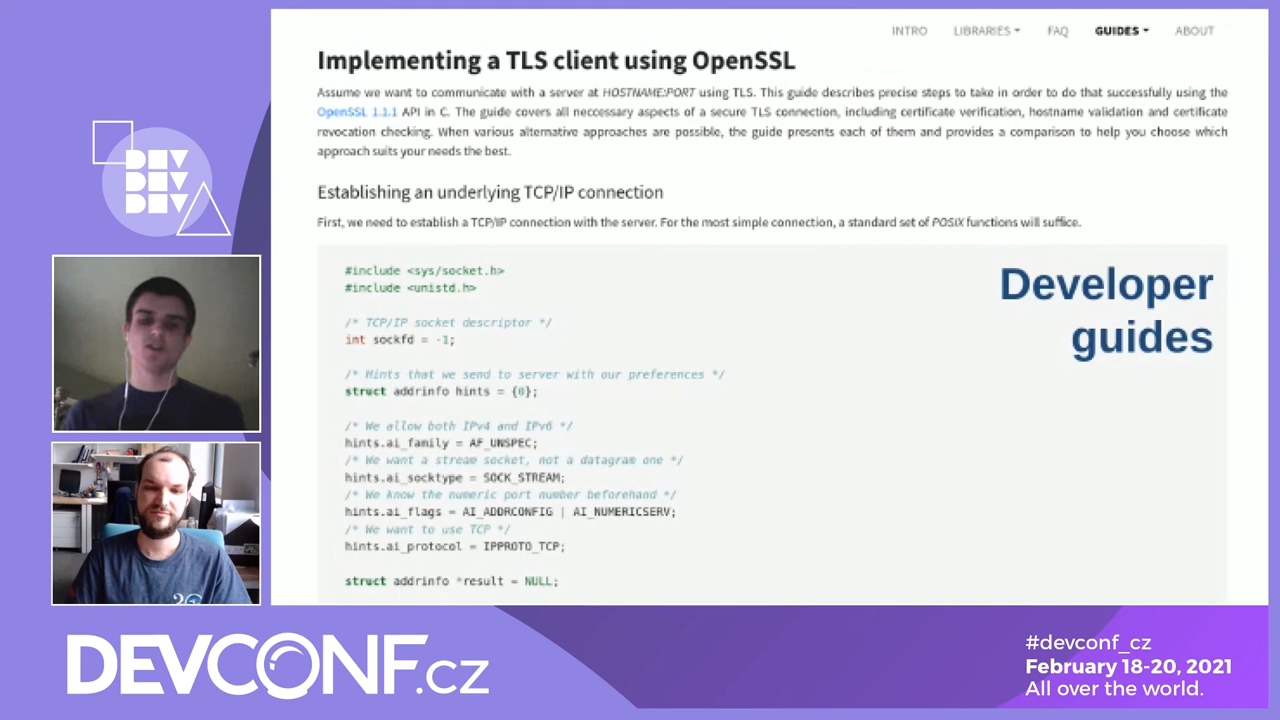 INTRO LIBRARIES FAQ GUIDES ABOUT
Implementing a TLS client using OpenSSL
Assume we want to communicate with a server at HOSTNAME:PORT using TLS. This guide describes precise steps to take in order to do that successfully using the
OpenSSL 1.1.1 API in C. The guide covers all neccessary aspects of a secure TLS connection, including certificate verification, hostname validation and certificate
revocation checking. When various alternative approaches are possible, the guide presents each of them and provides a comparison to help you choose which
approach suits your needs the best.
Establishing an underlying TCP/IP connection
First, we need to establish a TCP/IP connection with the server. For the most simple connection, a standard set of POSIX functions will suffice.
#include <sys/socket.h>
#include <unistd.h>
/* TCP/IP socket descriptor */
int sockfd = -1;
/* Hints that we send to server with our preferences */
struct addrinfo hints = {0};
/* We allow both IPv4 and IPv6 */
hints.ai_family = AF_UNSPEC;
/* We want a stream socket, not a datagram one */
hints.ai_socktype = SOCK_STREAM;
/* We know the numeric port number beforehand */
hints.ai_flags = AI_ADDRCONFIG | AI_NUMERICSERV;
/* We want to use TCP */
hints.ai_protocol = IPPROTO_TCP;
struct addrinfo *result = NULL;
Developer
guides
DEV
DEV
DEV
DEVCONF.cz
#devconf_cz
February 18-20, 2021
All over the world.